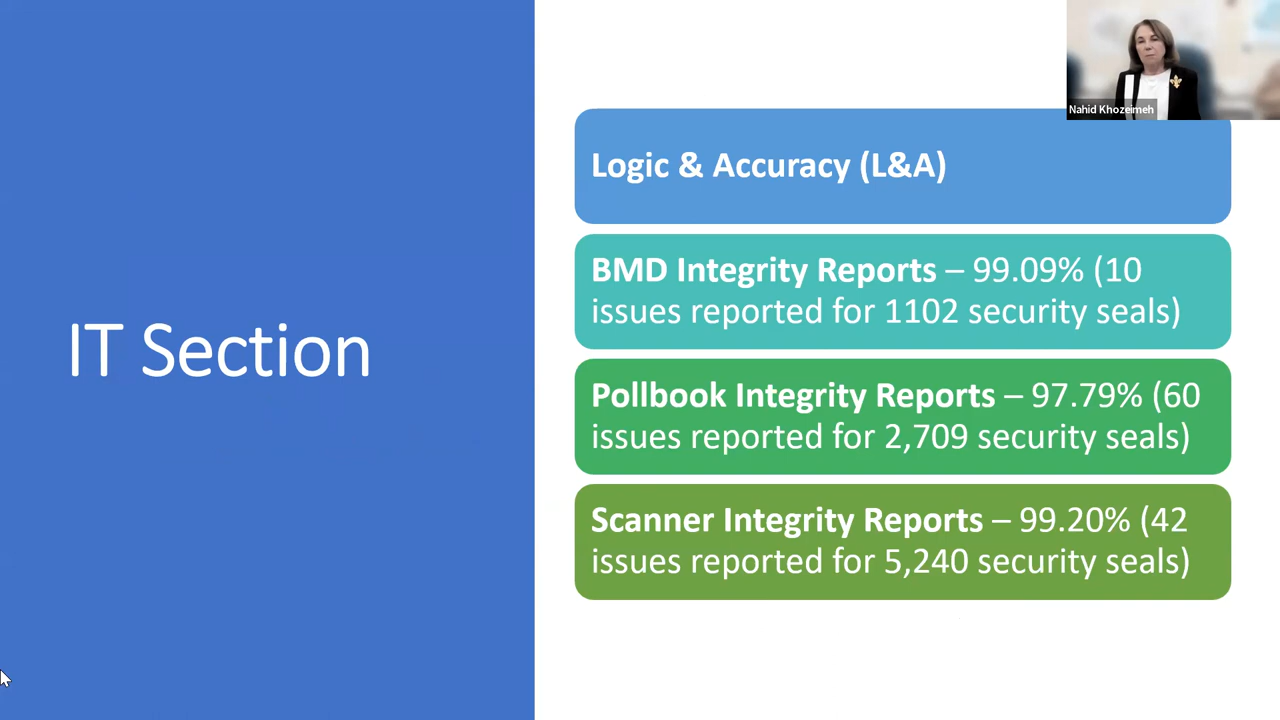 Nahid Khozeimeh
Logic & Accuracy (L&A)
BMD Integrity Reports – 99.09% (10
issues reported for 1102 security seals)
IT Section
Pollbook Integrity Reports – 97.79% (60
issues reported for 2,709 security seals)
Scanner Integrity Reports – 99.20% (42
issues reported for 5,240 security seals)